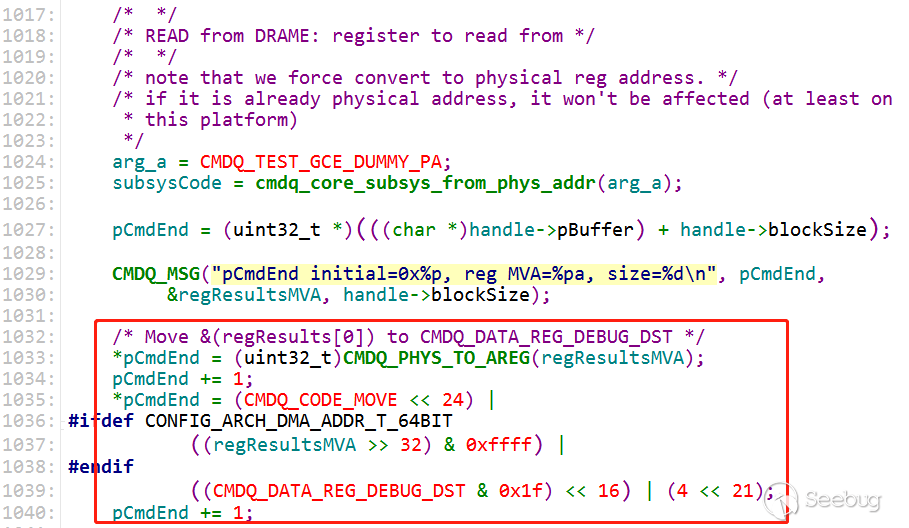 1017: /* */
1018: /* READ from DRAME: register to read from */
1019: /* */
1020: /* note that we force convert to physical reg address. */
1021: /* if it is already physical address, it won't be affected (at least on
1022: * this platform)
1023: */
1024: arg_a = CMDQ_TEST_GCE_DUMMY_PA;
1025: subsysCode = cmdq_core_subsys_from_phys_addr(arg_a);
1026:
1027: pCmdEnd = (uint32_t *)(((char *)handle->pBuffer) + handle->blockSize);
1028:
1029: CMDQ_MSG("pCmdEnd initial=0x%p, reg MVA=%pa, size=%d\n", pCmdEnd,
1030: &regResultsMVA, handle->blockSize);
1031:
1032: /* Move &(regResults[0]) to CMDQ_DATA_REG_DEBUG_DST */
1033: *pCmdEnd = (uint32_t)CMDQ_PHYS_TO_AREG(regResultsMVA);
1034: pCmdEnd += 1;
1035: *pCmdEnd = (CMDQ_CODE_MOVE << 24) |
1036: #ifdef CONFIG_ARCH_DMA_ADDR_T_64BIT
1037: ((regResultsMVA >> 32) & 0xffff) |
1038: #endif
1039: ((CMDQ_DATA_REG_DEBUG_DST & 0x1f) << 16) | (4 << 21);
1040: pCmdEnd += 1;
Seebug